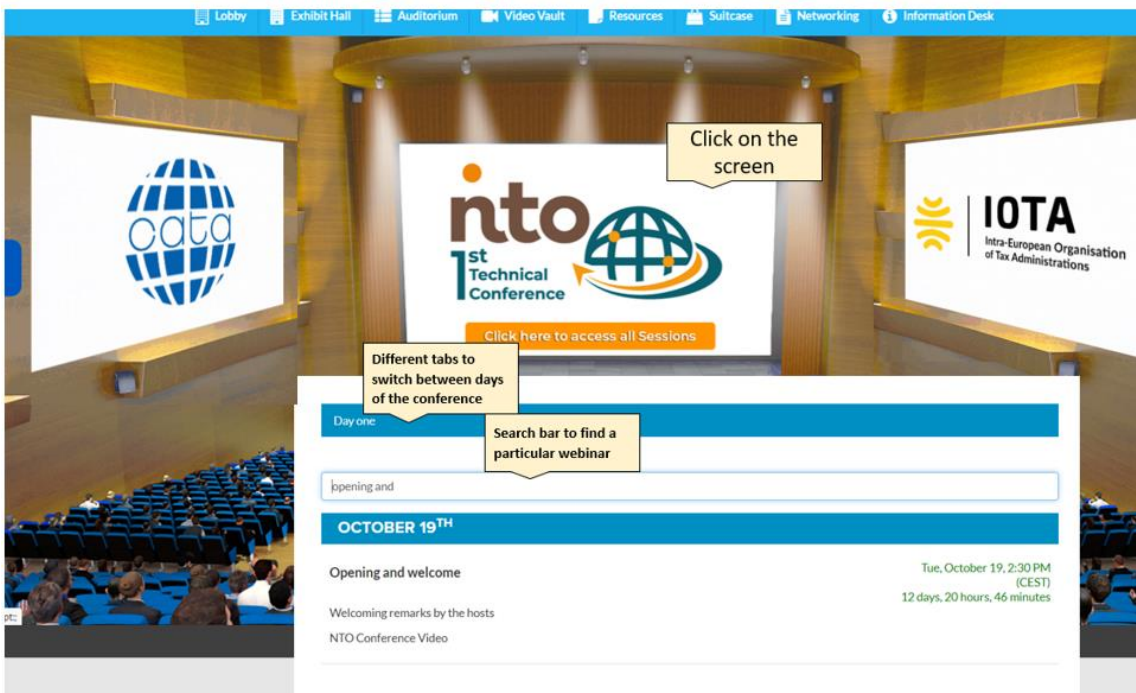 Lobby Exhibit Hall Auditorium Video Vault Resources Suitcase Networking Information Desk
Click on the
screen
cata
nto
1st
Technical
Conference
Click here to access all Sessions
IOTA
Intra-European Organisation
of Tax Administrations
Different tabs to
switch between days
of the conference
Day one
Search bar to find a
particular webinar
opening and
OCTOBER 19TH
Opening and welcome
Tue, October 19, 2:30 PM
(CEST)
12 days, 20 hours, 46 minutes
Welcoming remarks by the hosts
NTO Conference Video
pt: